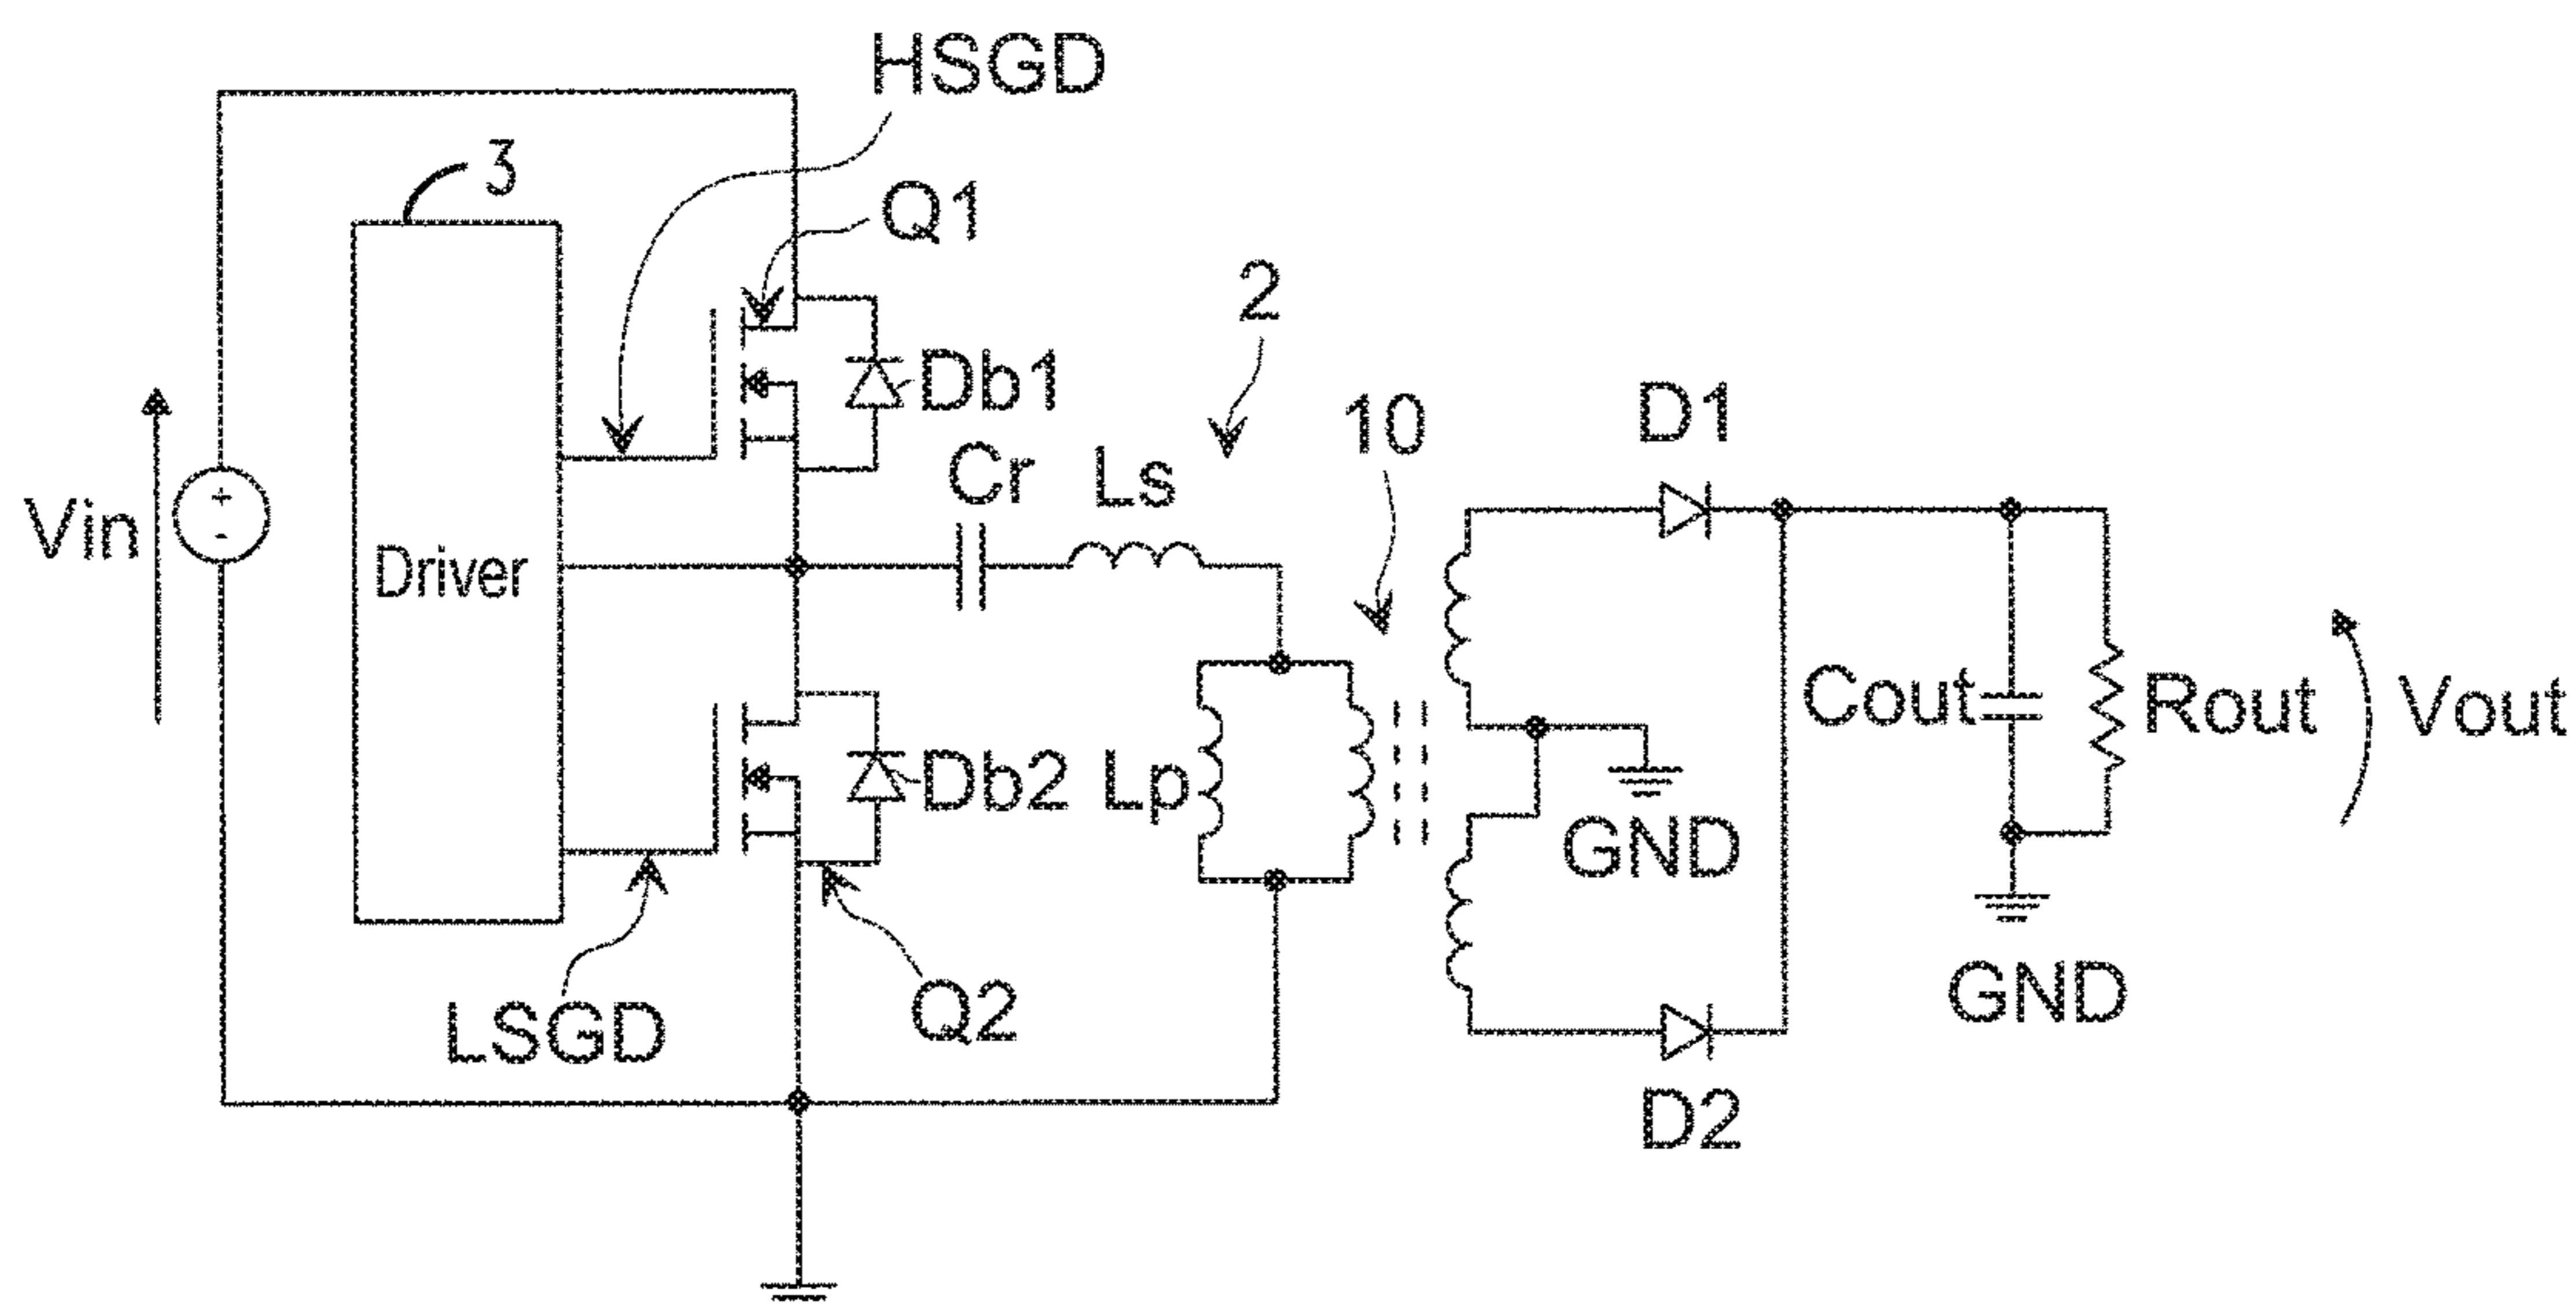 HSGD
3
Q1
2
Db1
D1
10
Cr
Ls
+
-
Vin
Driver
Cout
Rout
Vout
Db2
Lp
GND
GND
Q2
LSGD
D2